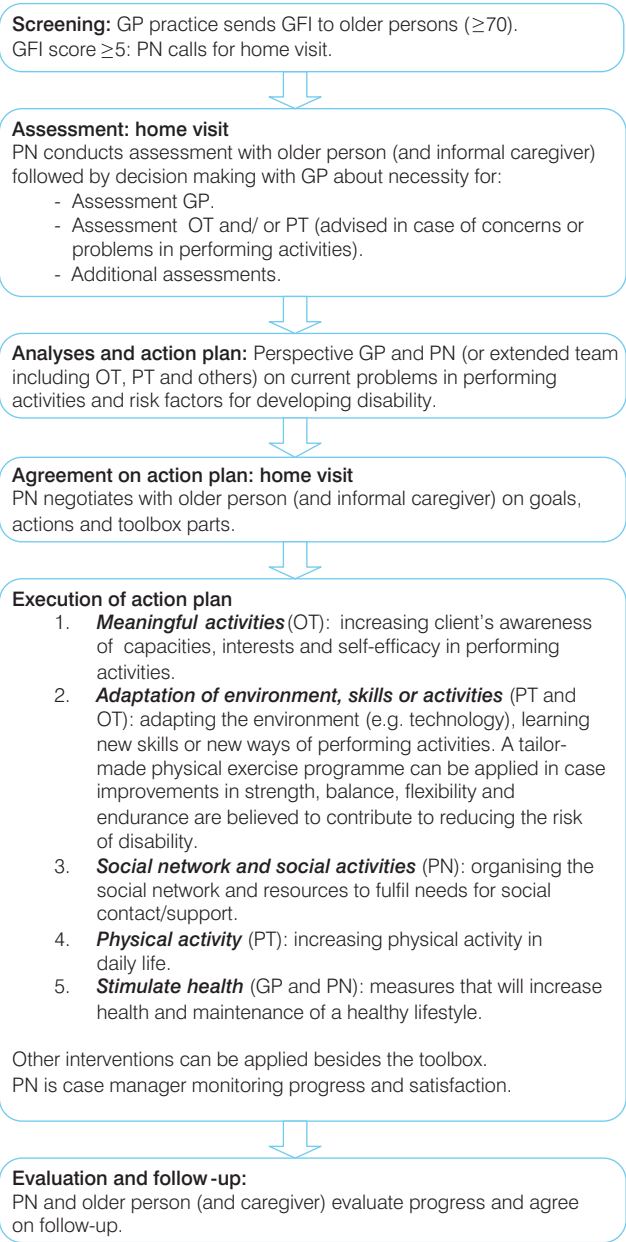 Screening: GP practice sends GFI to older persons (≥70).
GFI score ≥5: PN calls for home visit.
Assessment: home visit
PN conducts assessment with older person (and informal caregiver)
followed by decision making with GP about necessity for:
- Assessment GP.
- Assessment OT and/ or PT (advised in case of concerns or
problems in performing activities).
- Additional assessments.
Analyses and action plan: Perspective GP and PN (or extended team
including OT, PT and others) on current problems in performing
activities and risk factors for developing disability.
Agreement on action plan: home visit
PN negotiates with older person (and informal caregiver) on goals,
actions and toolbox parts.
Execution of action plan
1. Meaningful activities (OT): increasing client's awareness
of capacities, interests and self-efficacy in performing
activities.
2. Adaptation of environment, skills or activities (PT and
OT): adapting the environment (e.g. technology), learning
new skills or new ways of performing activities. A tailor-
made physical exercise programme can be applied in case
improvements in strength, balance, flexibility and
endurance are believed to contribute to reducing the risk
of disability.
3. Social network and social activities (PN): organising the
social network and resources to fulfil needs for social
contact/support.
4. Physical activity (PT): increasing physical activity in
daily life.
5. Stimulate health (GP and PN): measures that will increase
health and maintenance of a healthy lifestyle.
Other interventions can be applied besides the toolbox.
PN is case manager monitoring progress and satisfaction.
Evaluation and follow-up:
PN and older person (and caregiver) evaluate progress and agree
on follow-up.